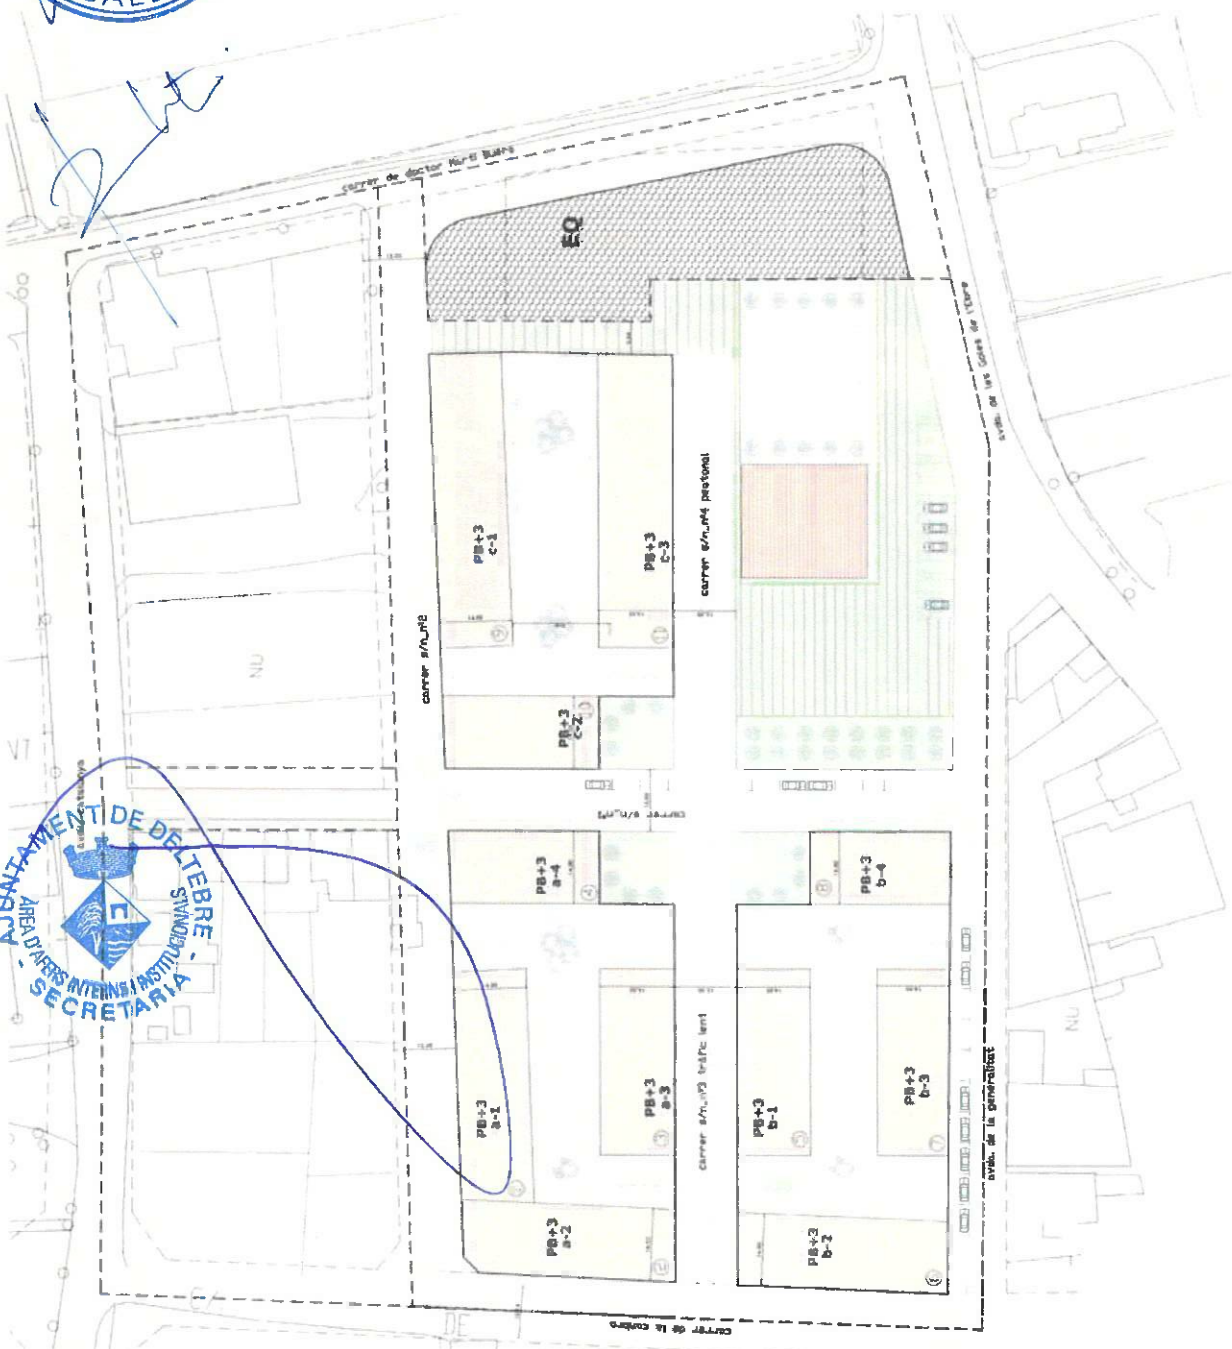 carrer de doctor Martí Buera
EQ
avda. de les Goles de l'Ebre
PB+3
c-1
PB+3
c-3
carrer s/n_nº4 peatonal
carrer s/n_nº2
NU
PB+3
c-2
V7
carrer s/n_nº1
AJUNTAMENT DE DELTEBRE
ÀREA D'AFERS INTERNS I INSTITUCIONALS
- SECRETARIA -
PB+3
a-4
PB+3
b-4
PB+3
a-1
PB+3
a-3
carrer s/n_nº3 tràfic lent
PB+3
b-1
PB+3
b-3
avda. de la generalitat
NU
PB+3
a-2
PB+3
b-2
carrer de la